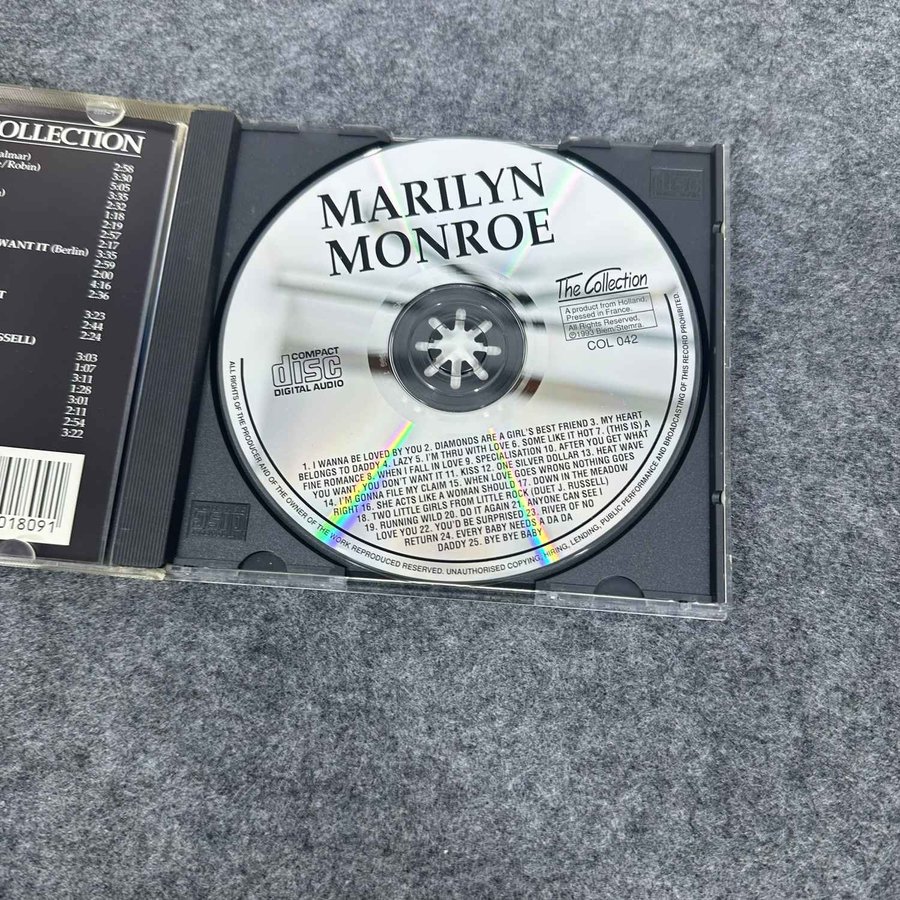 COLLECTION
almar)
e/Robin)
2:58
3:30
5:05
3:35
2:32
1:18
2:19
2:57
2:17
WANT IT (Berlin) 3:35
2:59
2:00
4:16
2:36
T
3:23
2:44
SSELL) 2:24
3:03
1:07
3:11
1:28
3:01
2:11
2:54
3:22
018091
MARILYN
MONROE
The Collection
A product from Holland.
Pressed in France.
All Rights Reserved.
©1993 Biem/Stemra.
COL 042
COMPACT
disc
DIGITAL AUDIO
1. I WANNA BE LOVED BY YOU 2. DIAMONDS ARE A GIRL'S BEST FRIEND 3. MY HEART
BELONGS TO DADDY 4. LAZY 5. I'M THRU WITH LOVE 6. SOME LIKE IT HOT 7. (THIS IS) A
FINE ROMANCE 8. WHEN I FALL IN LOVE 9. SPECIALISATION 10. AFTER YOU GET WHAT
YOU WANT, YOU DON'T WANT IT 11. KISS 12. ONE SILVER DOLLAR 13. HEAT WAVE
14. I'M GONNA FILE MY CLAIM 15. WHEN LOVE GOES WRONG NOTHING GOES
RIGHT 16. SHE ACTS LIKE A WOMAN SHOULD 17. DOWN IN THE MEADOW
18. TWO LITTLE GIRLS FROM LITTLE ROCK (DUET J. RUSSELL)
19. RUNNING WILD 20. DO IT AGAIN 21. ANYONE CAN SEE I
LOVE YOU 22. YOU'D BE SURPRISED 23. RIVER OF NO
RETURN 24. EVERY BABY NEEDS A DA DA
DADDY 25. BYE BYE BABY
ALL RIGHTS OF THE PRODUCER AND OF THE OWNER OF THE WORK REPRODUCED RESERVED. UNAUTHORISED COPYING, HIRING, LENDING, PUBLIC PERFORMANCE AND BROADCASTING OF THIS RECORD PROHIBITED.